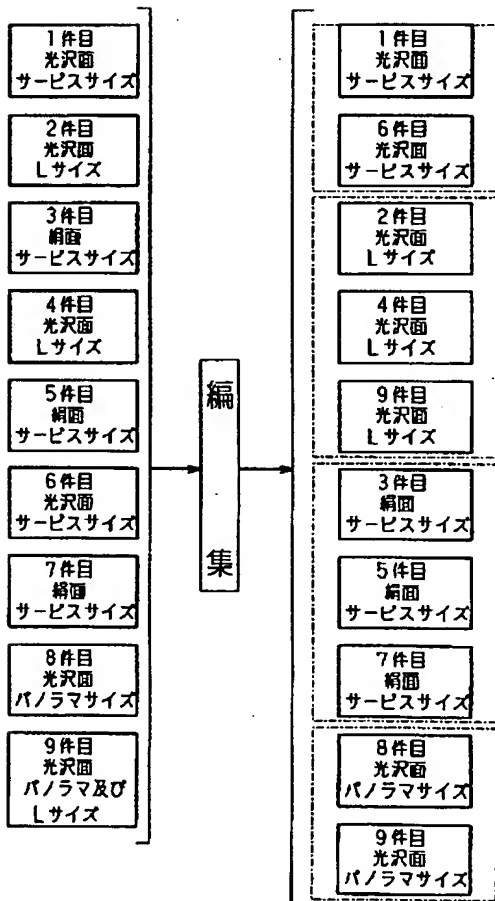 1件目
光沢面
サービスサイズ
2件目
光沢面
Lサイズ
3件目
絹面
サービスサイズ
4件目
光沢面
Lサイズ
5件目
絹面
サービスサイズ
6件目
光沢面
サービスサイズ
7件目
絹面
サービスサイズ
8件目
光沢面
パノラマサイズ
9件目
光沢面
パノラマ及び
Lサイズ
編集
1件目
光沢面
サービスサイズ
6件目
光沢面
サービスサイズ
2件目
光沢面
Lサイズ
4件目
光沢面
Lサイズ
9件目
光沢面
Lサイズ
3件目
絹面
サービスサイズ
5件目
絹面
サービスサイズ
7件目
絹面
サービスサイズ
8件目
光沢面
パノラマサイズ
9件目
光沢面
パノラマサイズ